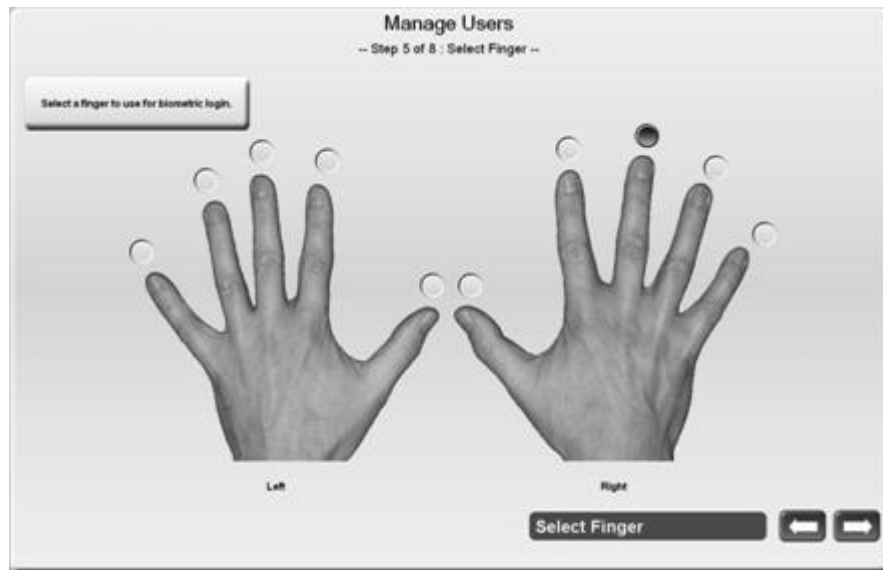 Manage Users
-- Step 5 of 8 : Select Finger --
Select a finger to use for biometric login.
Left
Right
Select Finger